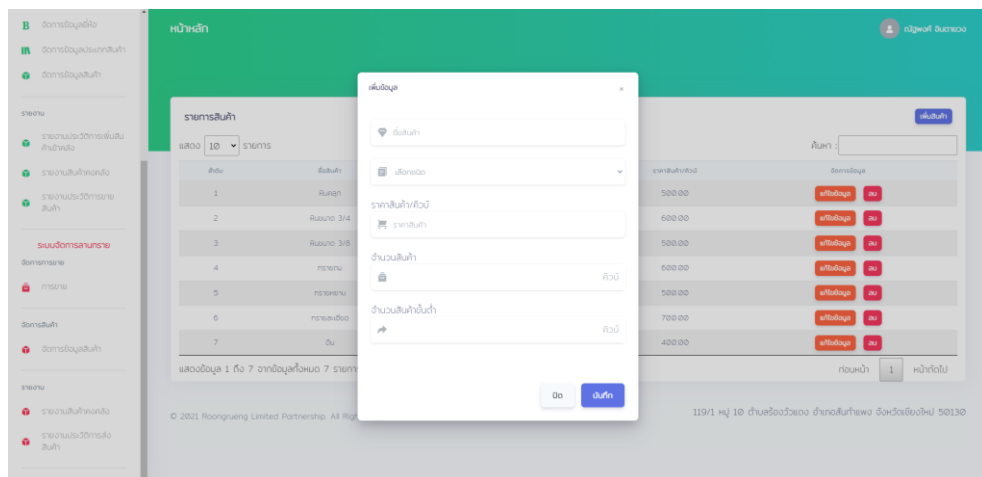 จัดการข้อมูลยี่ห้อ
จัดการข้อมูลประเภทสินค้า
จัดการข้อมูลสินค้า
รายงาน
รายงานประวัติการเพิ่มสิน
ค้าเข้าคลัง
รายงานสินค้าคงคลัง
รายงานประวัติการขาย
สินค้า
ระบบจัดการลานทราย
จัดการการขาย
การขาย
จัดการสินค้า
จัดการข้อมูลสินค้า
รายงาน
รายงานสินค้าคงคลัง
รายงานประวัติการสั่ง
สินค้า
หน้าหลัก
ณัฐพงศ์ อินตายวง
รายการสินค้า
เพิ่มสินค้า
แสดง 10 รายการ
ค้นหา :
ลำดับ ชื่อสินค้า ราคาสินค้า/คิวบ์ จัดการข้อมูล
1 หินคลุก 500.00 แก้ไขข้อมูล ลบ
2 หินขนาด 3/4 600.00 แก้ไขข้อมูล ลบ
3 หินขนาด 3/8 500.00 แก้ไขข้อมูล ลบ
4 600.00 แก้ไขข้อมูล ลบ
5 ทรายหยาบ 500.00 แก้ไขข้อมูล ลบ
6 ทรายละเอียด 700.00 แก้ไขข้อมูล ลบ
7 ดิน 400.00 แก้ไขข้อมูล ลบ
แสดงข้อมูล 1 ถึง 7 จากข้อมูลทั้งหมด 7 รายกา
ก่อนหน้า 1 หน้าถัดไป
© 2021 Roongrueng Limited Partnership. All Righ
119/1 หมู่ 10 ตำบลร้องวัวแดง อำเภอสันกำแพง จังหวัดเชียงใหม่ 50130
เพิ่มข้อมูล ×
ชื่อสินค้า
เลือกชนิด
ราคาสินค้า/คิวบ์
ราคาสินค้า
จำนวนสินค้า
คิวบ์
จำนวนสินค้าขั้นต่ำ
คิวบ์
ปิด บันทึก